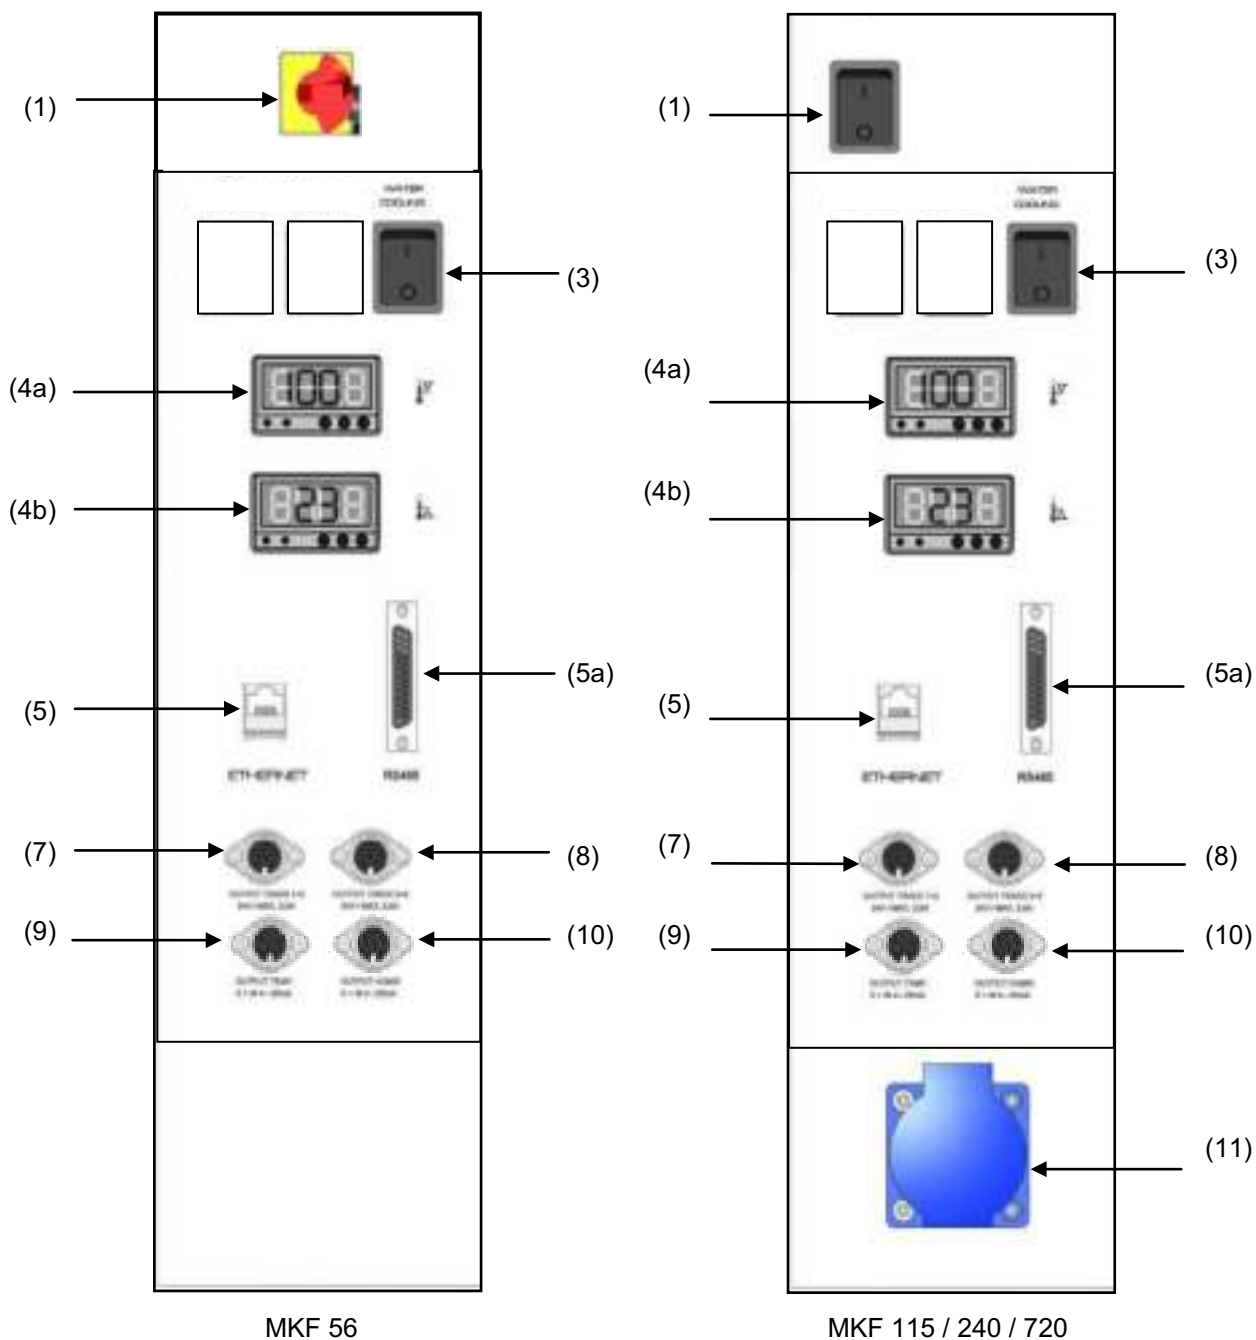 (1)
WATER
COOLING
(3)
(4a)
100
(4b)
23
(5a)
(5)
ETHERNET
RS485
(7)
(8)
(9)
(10)
MKF 56
(1)
WATER
COOLING
(3)
(4a)
100
(4b)
23
(5a)
(5)
ETHERNET
RS485
(7)
(8)
(9)
(10)
(11)
MKF 115 / 240 / 720